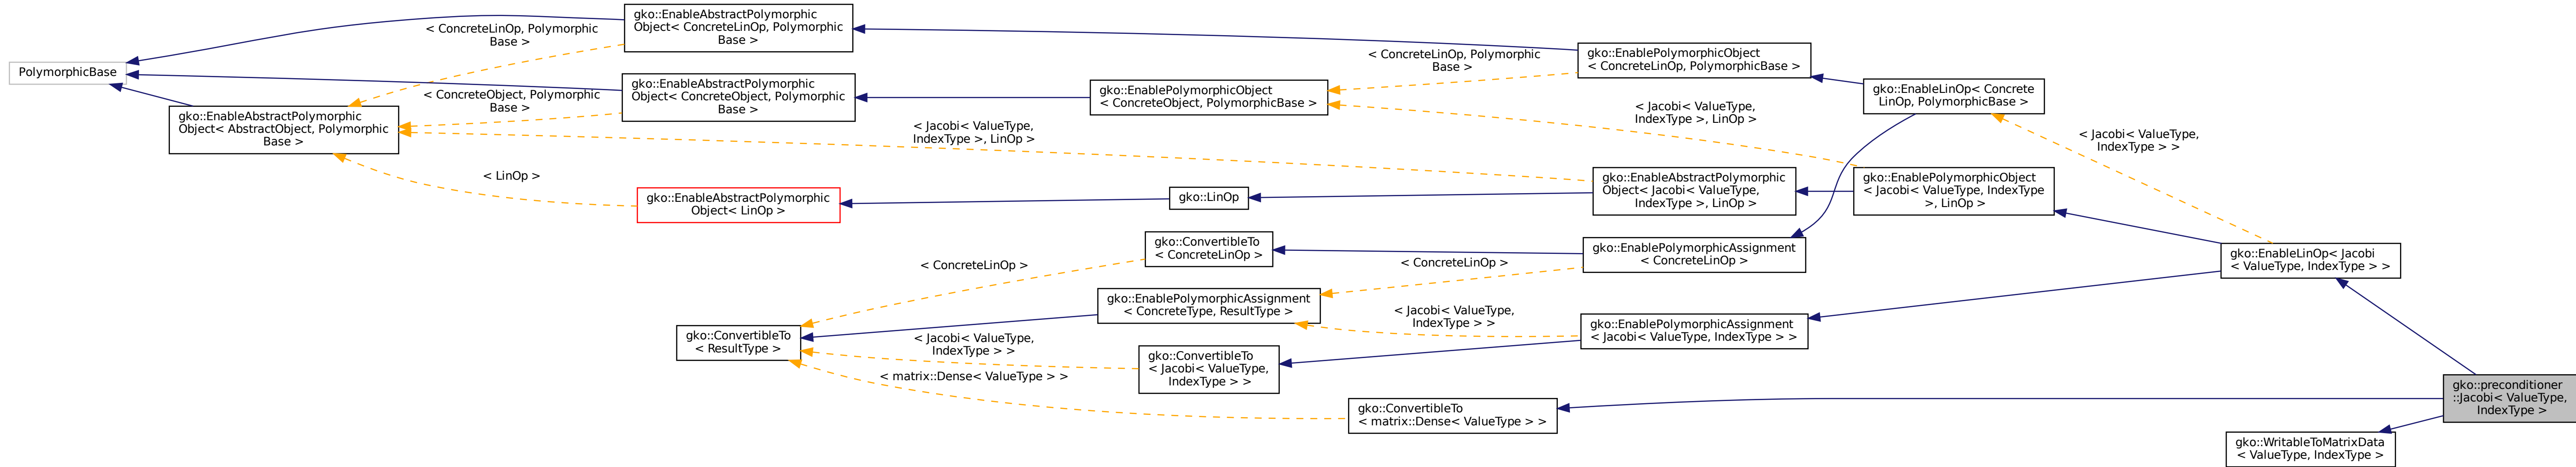 PolymorphicBase
gko::EnableAbstractPolymorphic
Object< AbstractObject, Polymorphic
Base >
< ConcreteLinOp, Polymorphic
Base >
< ConcreteObject, Polymorphic
Base >
< LinOp >
gko::EnableAbstractPolymorphic
Object< ConcreteLinOp, Polymorphic
Base >
gko::EnableAbstractPolymorphic
Object< ConcreteObject, Polymorphic
Base >
gko::EnableAbstractPolymorphic
Object< LinOp >
gko::ConvertibleTo
< ResultType >
< Jacobi< ValueType,
IndexType >, LinOp >
< ConcreteLinOp >
< Jacobi< ValueType,
IndexType > >
< matrix::Dense< ValueType > >
gko::EnablePolymorphicObject
< ConcreteObject, PolymorphicBase >
gko::LinOp
gko::ConvertibleTo
< ConcreteLinOp >
gko::EnablePolymorphicAssignment
< ConcreteType, ResultType >
gko::ConvertibleTo
< Jacobi< ValueType,
IndexType > >
gko::ConvertibleTo
< matrix::Dense< ValueType > >
< ConcreteLinOp, Polymorphic
Base >
< Jacobi< ValueType,
IndexType >, LinOp >
< ConcreteLinOp >
< Jacobi< ValueType,
IndexType > >
gko::EnablePolymorphicObject
< ConcreteLinOp, PolymorphicBase >
gko::EnableAbstractPolymorphic
Object< Jacobi< ValueType,
IndexType >, LinOp >
gko::EnablePolymorphicAssignment
< ConcreteLinOp >
gko::EnablePolymorphicAssignment
< Jacobi< ValueType, IndexType > >
gko::EnableLinOp< Concrete
LinOp, PolymorphicBase >
gko::EnablePolymorphicObject
< Jacobi< ValueType, IndexType
>, LinOp >
< Jacobi< ValueType,
IndexType > >
gko::EnableLinOp< Jacobi
< ValueType, IndexType > >
gko::preconditioner
::Jacobi< ValueType,
IndexType >
gko::WritableToMatrixData
< ValueType, IndexType >